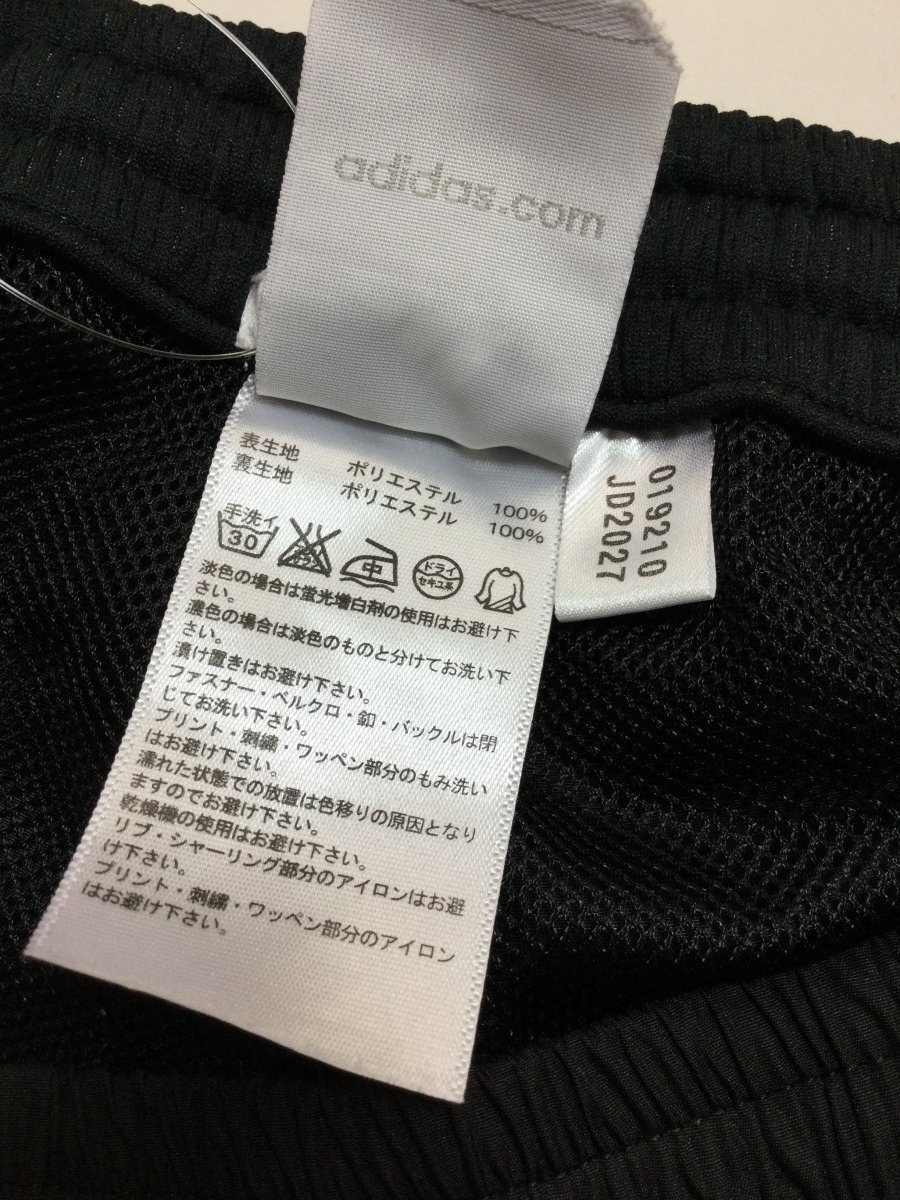 adidas.com
表生地 ポリエステル 100%
裏生地 ポリエステル 100%
手洗イ
30
エンソサラシ
中
ドライ
セキユ系
淡色の場合は蛍光増白剤の使用はお避け下
さい。
濃色の場合は淡色のものと分けてお洗い下
さい。
漬け置きはお避け下さい。
ファスナー・ベルクロ・釦・バックルは閉
じてお洗い下さい。
プリント・刺繍・ワッペン部分のもみ洗い
はお避け下さい。
濡れた状態での放置は色移りの原因となり
ますのでお避け下さい。
乾燥機の使用はお避け下さい。
リブ・シャーリング部分のアイロンはお避
け下さい。
プリント・刺繍・ワッペン部分のアイロン
はお避け下さい。
019210
JD2027